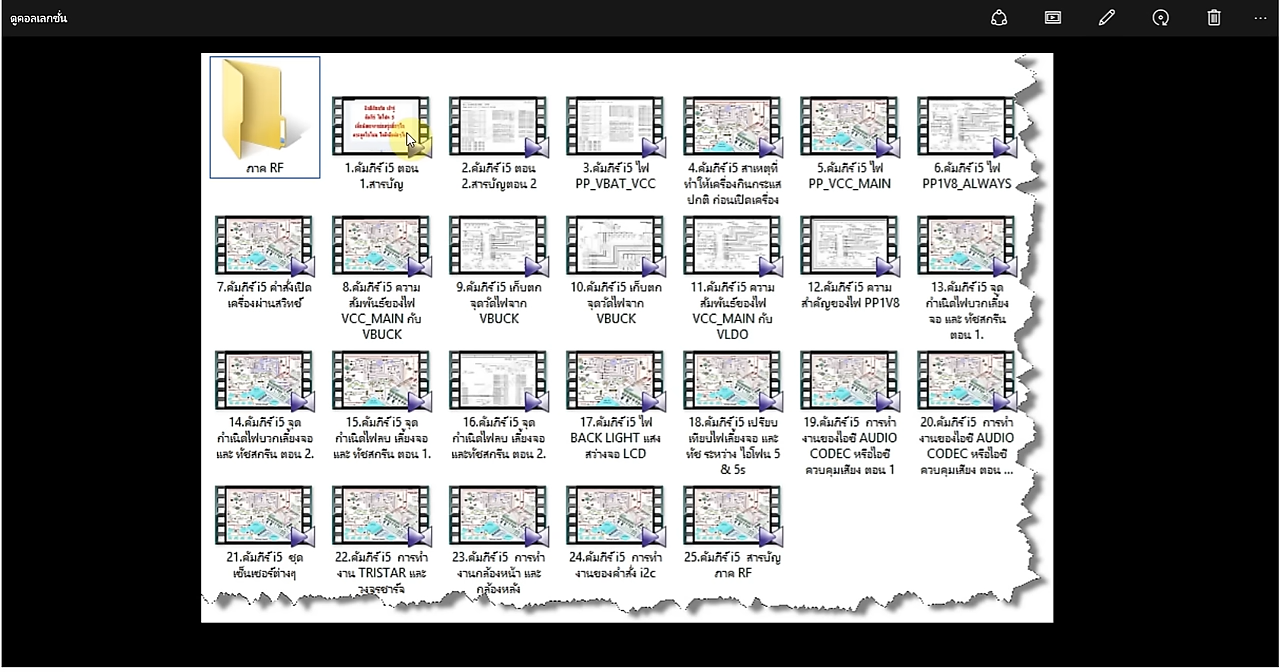 ดูคอลเลกชั่น
ภาค RF
1.คัมภีร์ i5 ตอน
1.สารบัญ
2.คัมภีร์ i5 ตอน
2.สารบัญตอน 2
3.คัมภีร์ i5 ไฟ
PP_VBAT_VCC
4.คัมภีร์ i5 สาเหตุที่
ทำให้เครื่องกินกระแส
ปกติ ก่อนเปิดเครื่อง
5.คัมภีร์ i5 ไฟ
PP_VCC_MAIN
6.คัมภีร์ i5 ไฟ
PP1V8_ALWAYS
7.คัมภีร์ i5 คำสั่งเปิด
เครื่องผ่านสวิทช์
8.คัมภีร์ i5 ความ
สัมพันธ์ของไฟ
VCC_MAIN กับ
VBUCK
9.คัมภีร์ i5 เก็บตก
จุดวัดไฟจาก
VBUCK
10.คัมภีร์ i5 เก็บตก
จุดวัดไฟจาก
VBUCK
11.คัมภีร์ i5 ความ
สัมพันธ์ของไฟ
VCC_MAIN กับ
VLDO
12.คัมภีร์ i5 ความ
สำคัญของไฟ PP1V8
13.คัมภีร์ i5 จุด
กำเนิดไฟบวกเลี้ยง
จอ และ ทัชสกรีน
ตอน 1.
14.คัมภีร์ i5 จุด
กำเนิดไฟบวกเลี้ยงจอ
และ ทัชสกรีน ตอน 2.
15.คัมภีร์ i5 จุด
กำเนิดไฟลบ เลี้ยงจอ
และ ทัชสกรีน ตอน 1.
16.คัมภีร์ i5 จุด
กำเนิดไฟลบ เลี้ยงจอ
และทัชสกรีน ตอน 2.
17.คัมภีร์ i5 ไฟ
BACK LIGHT แสง
สว่างจอ LCD
18.คัมภีร์ i5 เปรียบ
เทียบไฟเลี้ยงจอ และ
ทัช ระหว่าง ไอโฟน 5
& 5s
19.คัมภีร์ i5 การทำ
งานของไอซี AUDIO
CODEC หรือไอซี
ควบคุมเสียง ตอน 1
20.คัมภีร์ i5 การทำ
งานของไอซี AUDIO
CODEC หรือไอซี
ควบคุมเสียง ตอน ...
21.คัมภีร์ i5 ชุด
เซ็นเซอร์ต่างๆ
22.คัมภีร์ i5 การทำ
งาน TRISTAR และ
วงจรชาร์จ
23.คัมภีร์ i5 การทำ
งานกล้องหน้า และ
กล้องหลัง
24.คัมภีร์ i5 การทำ
งานของคำสั่ง i2c
25.คัมภีร์ i5 สารบัญ
ภาค RF